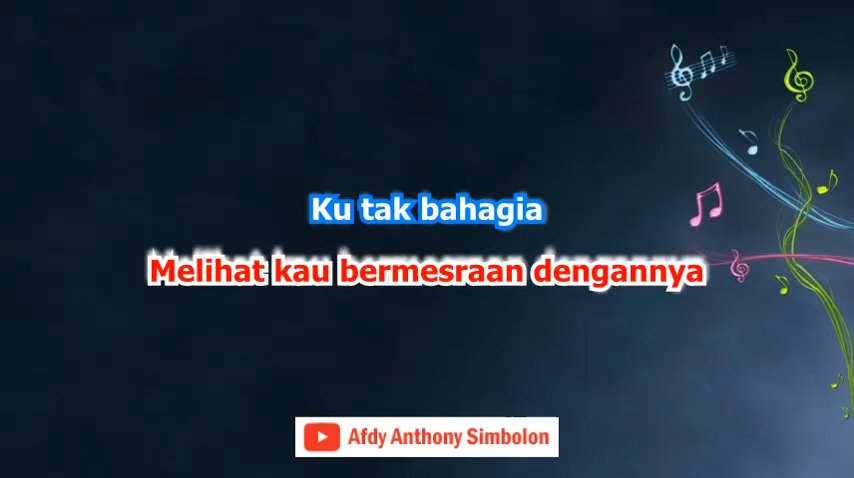 Ku tak bahagia
Melihat kau bermesraan dengannya
Afdy Anthony Simbolon